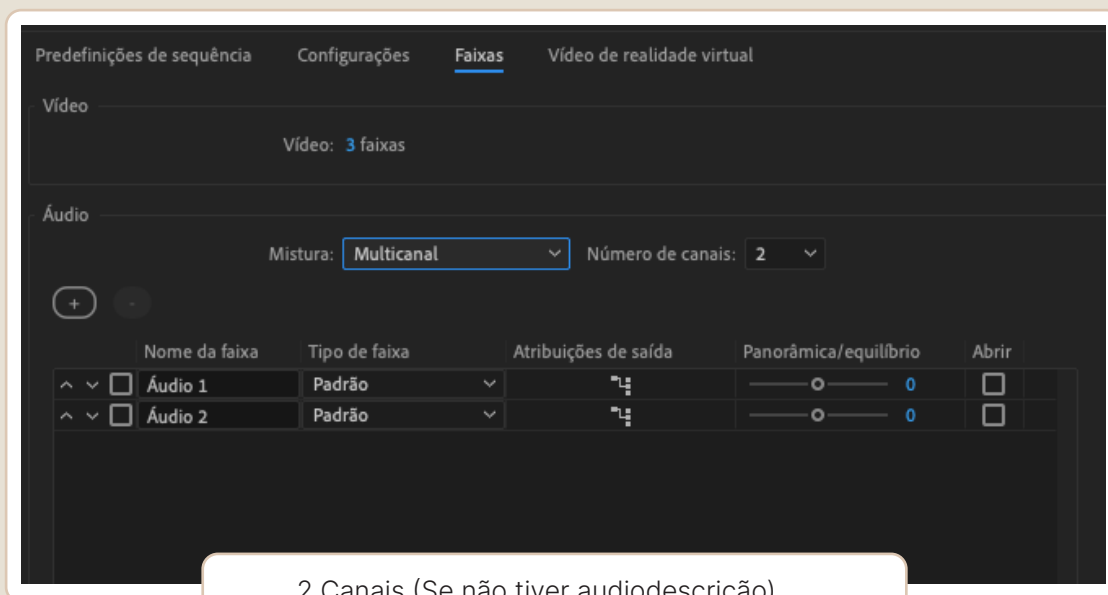 Predefinições de sequência Configurações Faixas Vídeo de realidade virtual
Vídeo
Vídeo: 3 faixas
Áudio
Mistura: Multicanal Número de canais: 2
+ -
Nome da faixa Tipo de faixa Atribuições de saída Panorâmica/equilíbrio Abrir
Áudio 1 Padrão 0
Áudio 2 Padrão 0
2 Canais (Se não tiver audiodescrição)